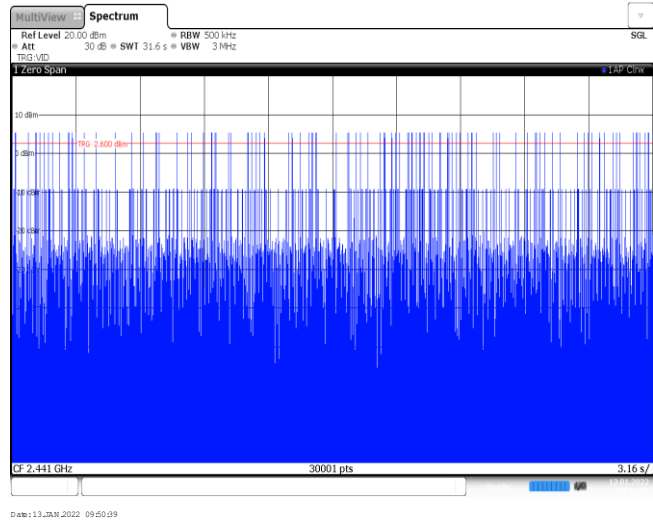 MultiView Spectrum
Ref Level 20.00 dBm RBW 500 kHz SGL
Att 30 dB SWT 31.6 s VBW 3 MHz
TRG:VID
1 Zero Span 1AP Clrw
10 dBm
TRG 2.600 dBm
0 dBm
-10 dBm
-20 dBm
CF 2.441 GHz 30001 pts 3.16 s/
Date: 13.JAN.2022 09:50:39